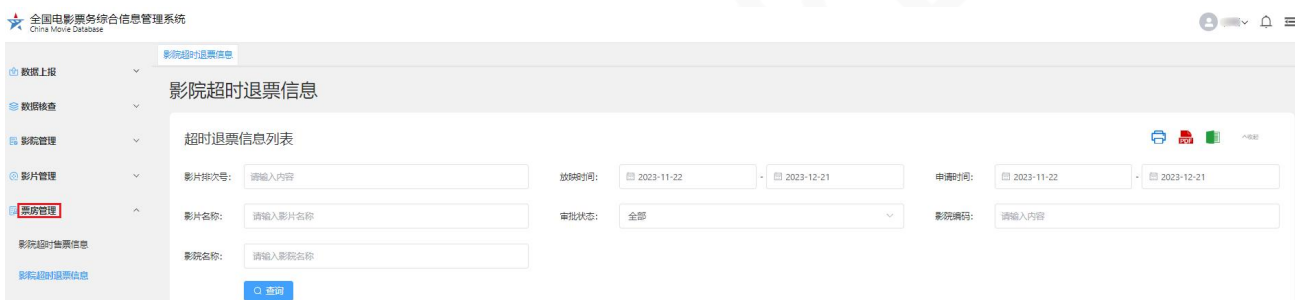 全国电影票务综合信息管理系统
China Movie Database
影院超时退票信息
数据上报
影院超时退票信息
数据核查
超时退票信息列表
PDF
影院管理
影片管理
影片排次号: 请输入内容 放映时间: 2023-11-22 - 2023-12-21 申请时间: 2023-11-22 - 2023-12-21
票房管理
影片名称: 请输入影片名称 审批状态: 全部 影院编码: 请输入内容
影院超时售票信息
影院名称: 请输入影院名称
影院超时退票信息
查询